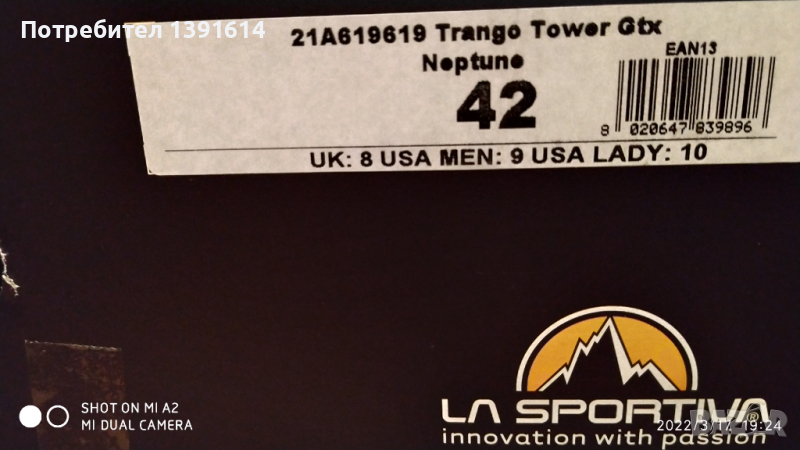 Потребител 1391614
21A619619 Trango Tower Gtx
Neptune
42
EAN13
8 020647 839896
UK: 8 USA MEN: 9 USA LADY: 10
LA SPORTIVA®
innovation with passion
SHOT ON MI A2
MI DUAL CAMERA
2022/3/17 19:24